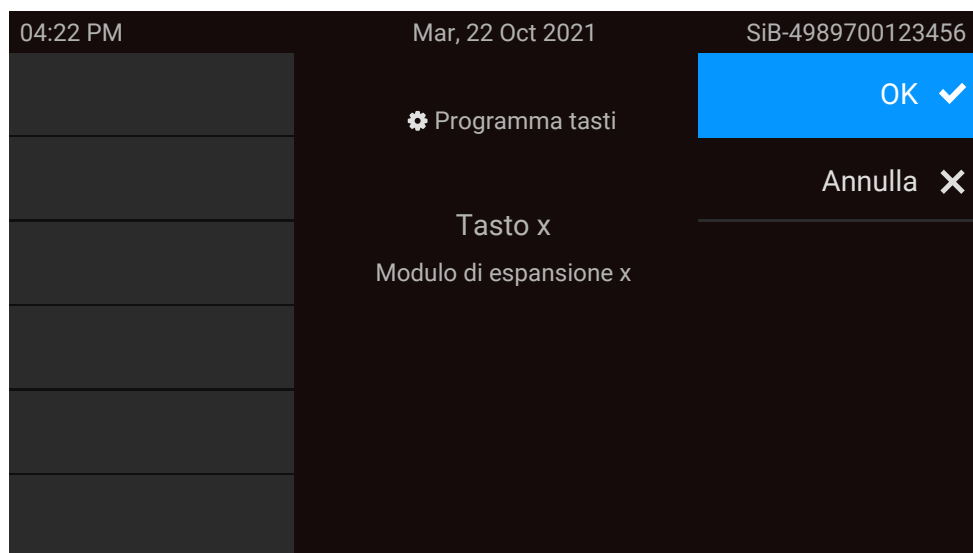 04:22 PM Mar, 22 Oct 2021 SiB-4989700123456
OK
Programma tasti
Annulla
Tasto x
Modulo di espansione x